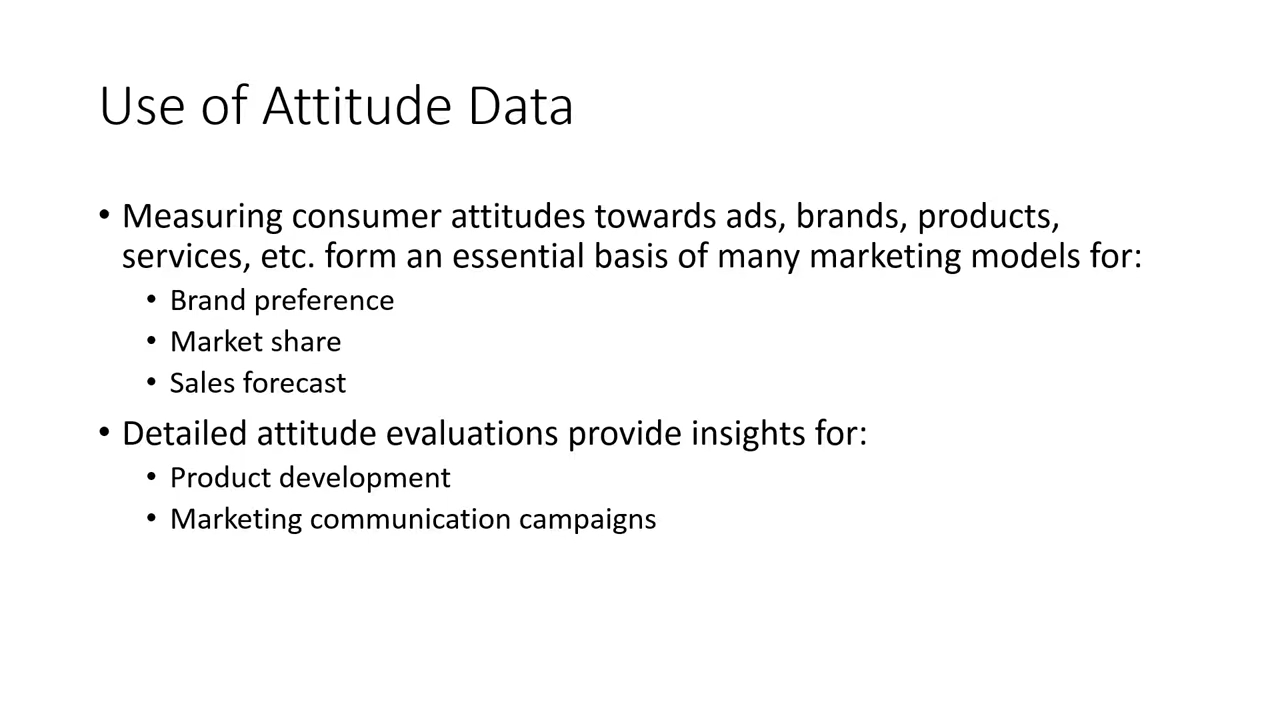 Use of Attitude Data
• Measuring consumer attitudes towards ads, brands, products,
services, etc. form an essential basis of many marketing models for:
• Brand preference
• Market share
• Sales forecast
• Detailed attitude evaluations provide insights for:
• Product development
• Marketing communication campaigns